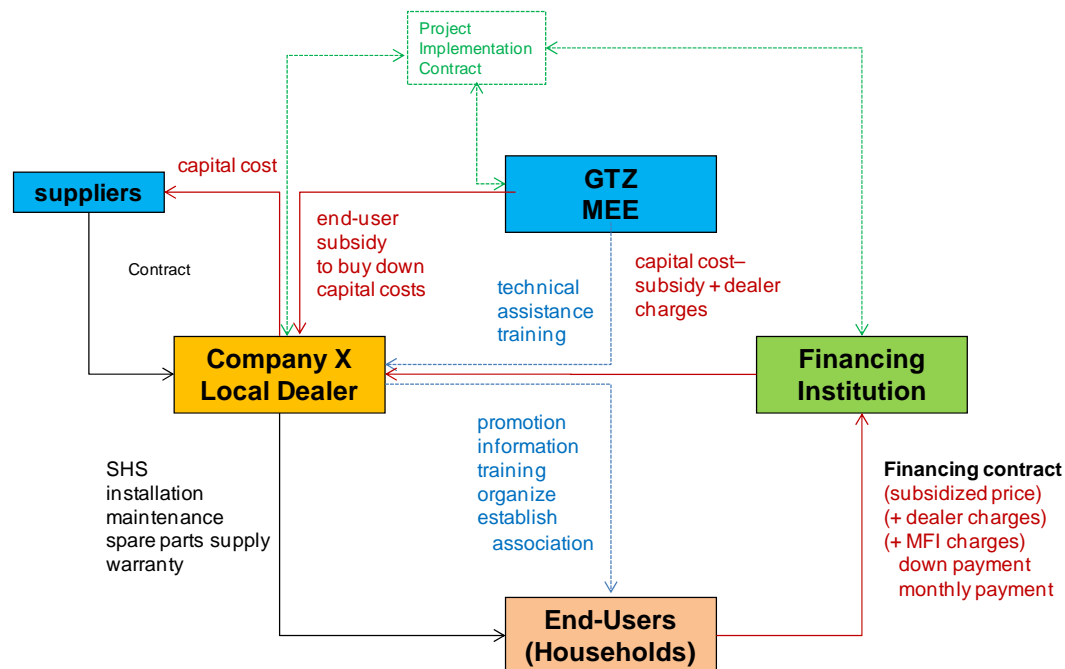 Project
Implementation
Contract
capital cost
suppliers
GTZ
MEE
end-user
subsidy
to buy down
capital costs
Contract
technical
assistance
training
capital cost–
subsidy + dealer
charges
Company X
Local Dealer
Financing
Institution
promotion
information
training
organize
establish
association
SHS
installation
maintenance
spare parts supply
warranty
Financing contract
(subsidized price)
(+ dealer charges)
(+ MFI charges)
down payment
monthly payment
End-Users
(Households)